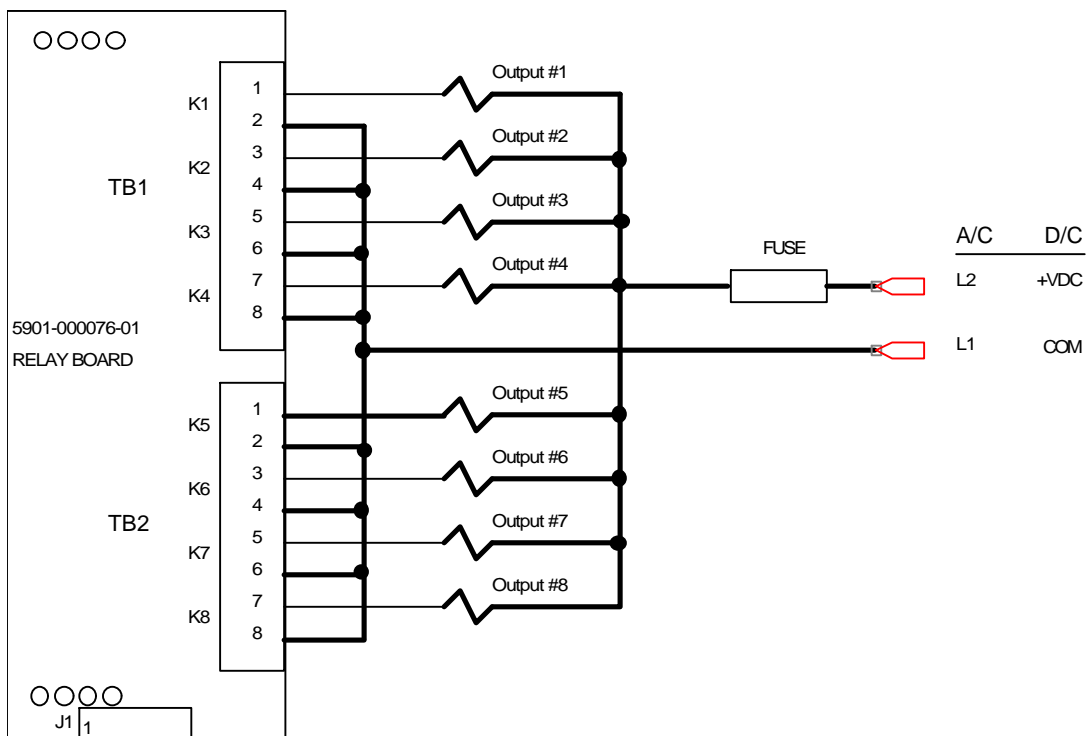 Output #1
K1
1
2
Output #2
K2
3
4
TB1
Output #3
K3
5
6
Output #4
K4
7
8
FUSE
A/C D/C
L2 +VDC
L1 COM
5901-000076-01
RELAY BOARD
Output #5
K5
1
2
Output #6
K6
3
4
TB2
Output #7
K7
5
6
Output #8
K8
7
8
J1
1